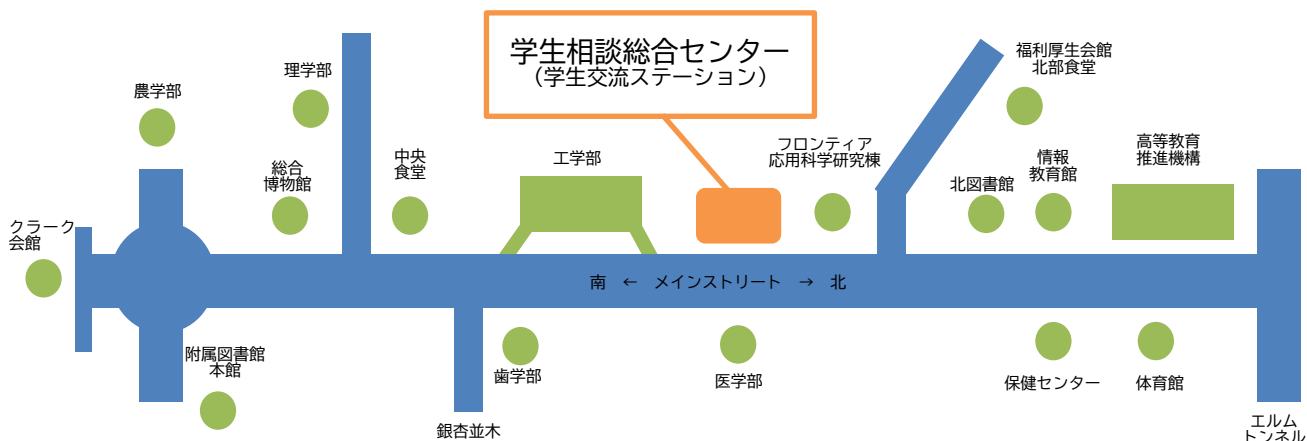 学生相談総合センター
（学生交流ステーション）
福利厚生会館
北部食堂
理学部
農学部
フロンティア
応用科学研究棟
高等教育
推進機構
中央
食堂
工学部
情報
教育館
総合
博物館
北図書館
クラーク
会館
南 ← メインストリート → 北
附属図書館
本館
歯学部
医学部
保健センター
体育館
銀杏並木
エルム
トンネル